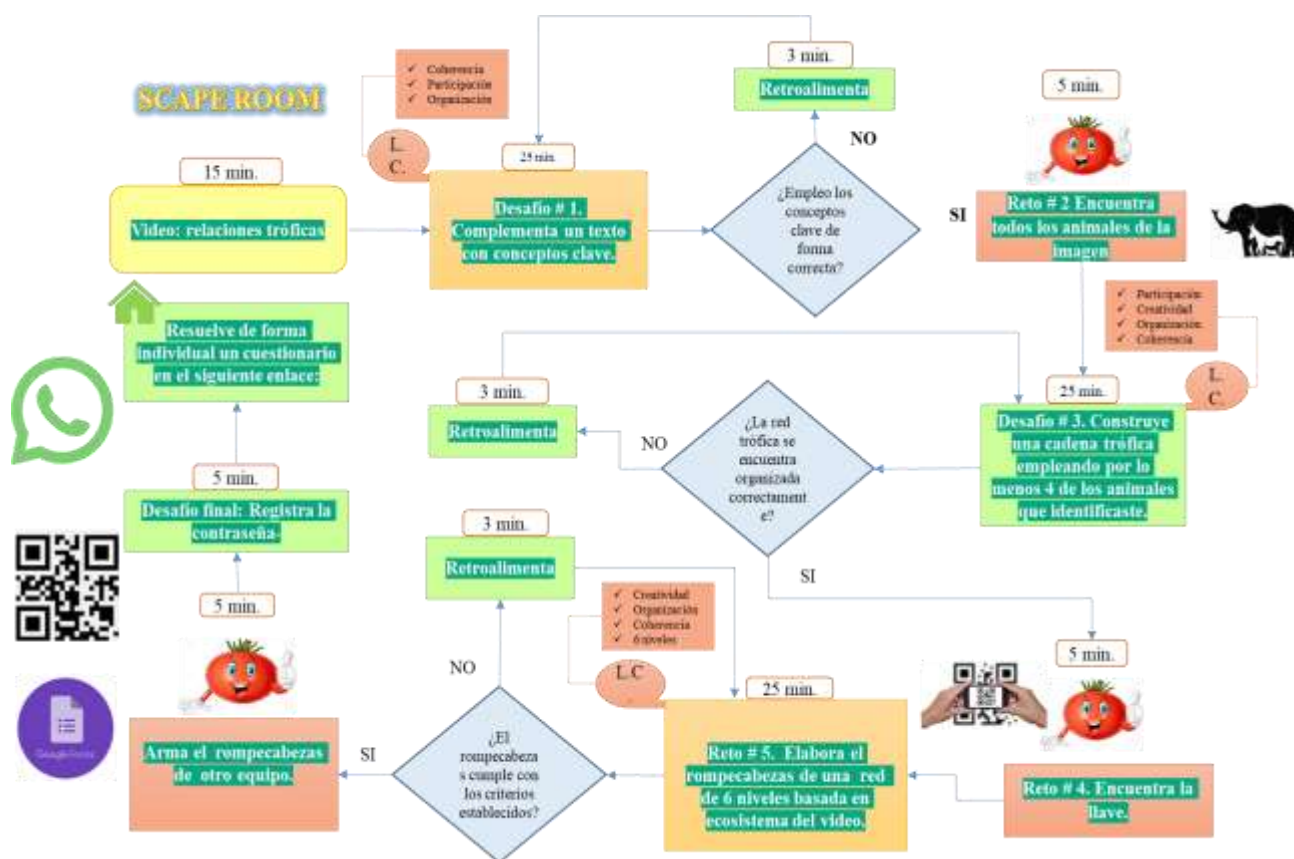 SCAPE ROOM
15 min.
Video: relaciones tróficas
✓ Coherencia
✓ Participación
✓ Organización
L.
C.
25 min.
Desafío # 1.
Complementa un texto
con conceptos clave.
3 min.
Retroalimenta
NO
¿Empleo los
conceptos
clave de
forma
correcta?
SI
5 min.
Reto # 2 Encuentra
todos los animales de la
imagen
✓ Participación
✓ Creatividad
✓ Organización.
✓ Coherencia
L.
C.
25 min.
Desafío # 3. Construye
una cadena trófica
empleando por lo
menos 4 de los animales
que identificaste.
¿La red
trófica se
encuentra
organizada
correctament
e?
NO
3 min.
Retroalimenta
SI
5 min.
Reto # 4. Encuentra la
llave.
25 min.
Reto # 5. Elabora el
rompecabezas de una red
de 6 niveles basada en
ecosistema del video.
L.C
✓ Creatividad
✓ Organización
✓ Coherencia
✓ 6 niveles
¿El
rompecabeza
s cumple con
los criterios
establecidos?
NO
3 min.
Retroalimenta
SI
5 min.
Arma el rompecabezas
de otro equipo.
5 min.
Desafío final: Registra la
contraseña-
Resuelve de forma
individual un cuestionario
en el siguiente enlace:
Google Forms